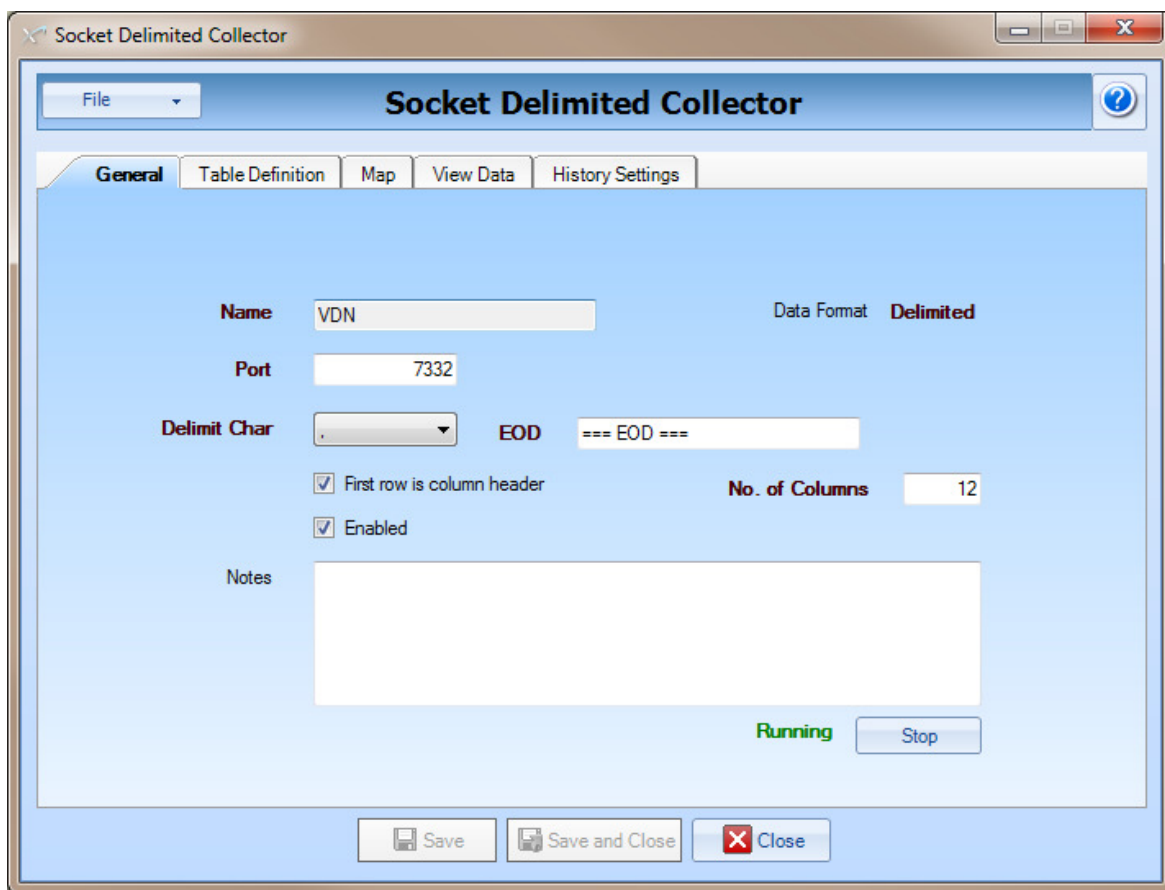 Socket Delimited Collector
File
Socket Delimited Collector
General Table Definition Map View Data History Settings
Name VDN Data Format Delimited
Port 7332
Delimit Char , EOD === EOD ===
First row is column header No. of Columns 12
Enabled
Notes
Running Stop
Save Save and Close Close